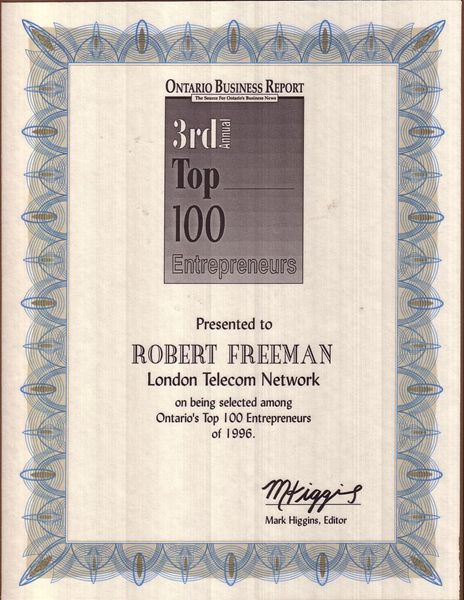 ONTARIO BUSINESS REPORT
The Source For Ontario's Business News
3rd Annual
Top
100
Entrepreneurs
Presented to
ROBERT FREEMAN
London Telecom Network
on being selected among
Ontario's Top 100 Entrepreneurs
of 1996.
MHiggins
Mark Higgins, Editor